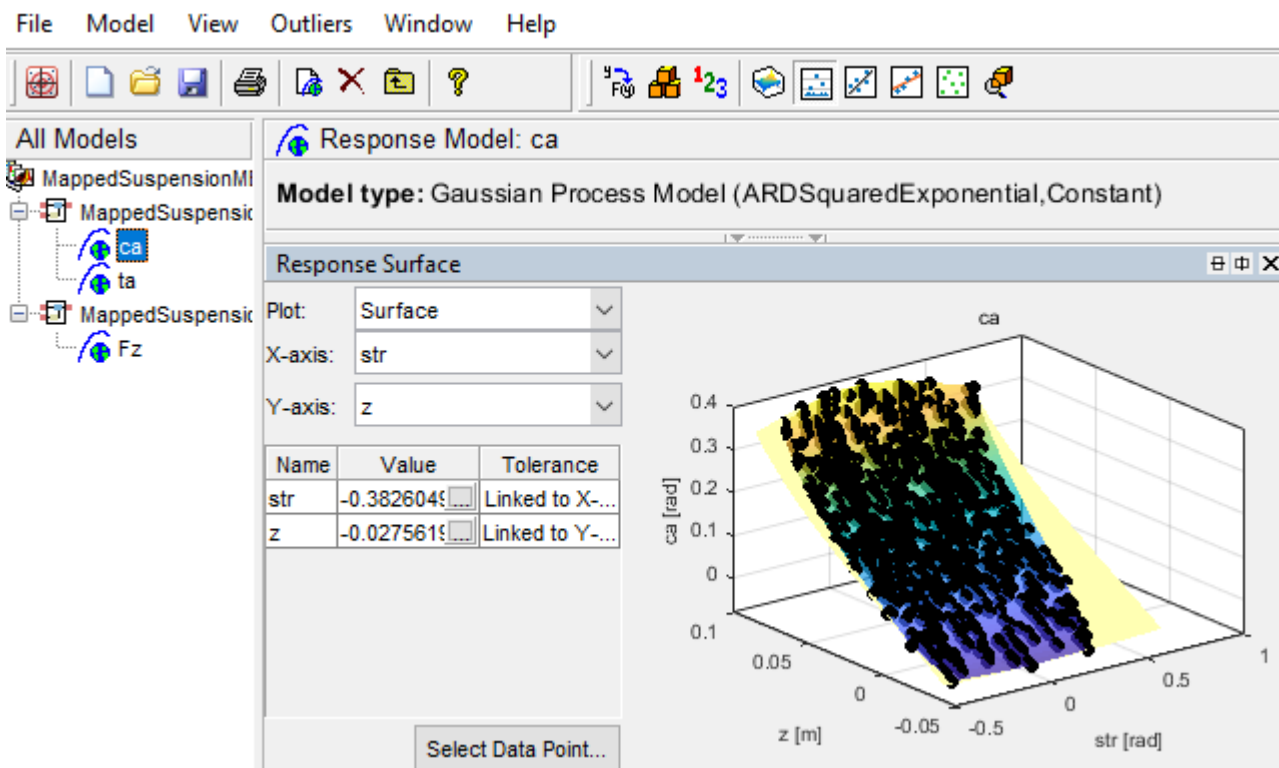 File Model View Outliers Window Help
All Models
MappedSuspensionMI
MappedSuspensic
ca
ta
MappedSuspensic
Fz
Response Model: ca
Model type: Gaussian Process Model (ARDSquaredExponential,Constant)
Response Surface
Plot: Surface
X-axis: str
Y-axis: z
Name Value Tolerance
str -0.3826049 ... Linked to X-...
z -0.0275619 ... Linked to Y-...
Select Data Point...
ca
0.4
0.3
0.2
0.1
0
ca [rad]
0.1
0.05
0
-0.05
z [m]
-0.5
0
0.5
1
str [rad]